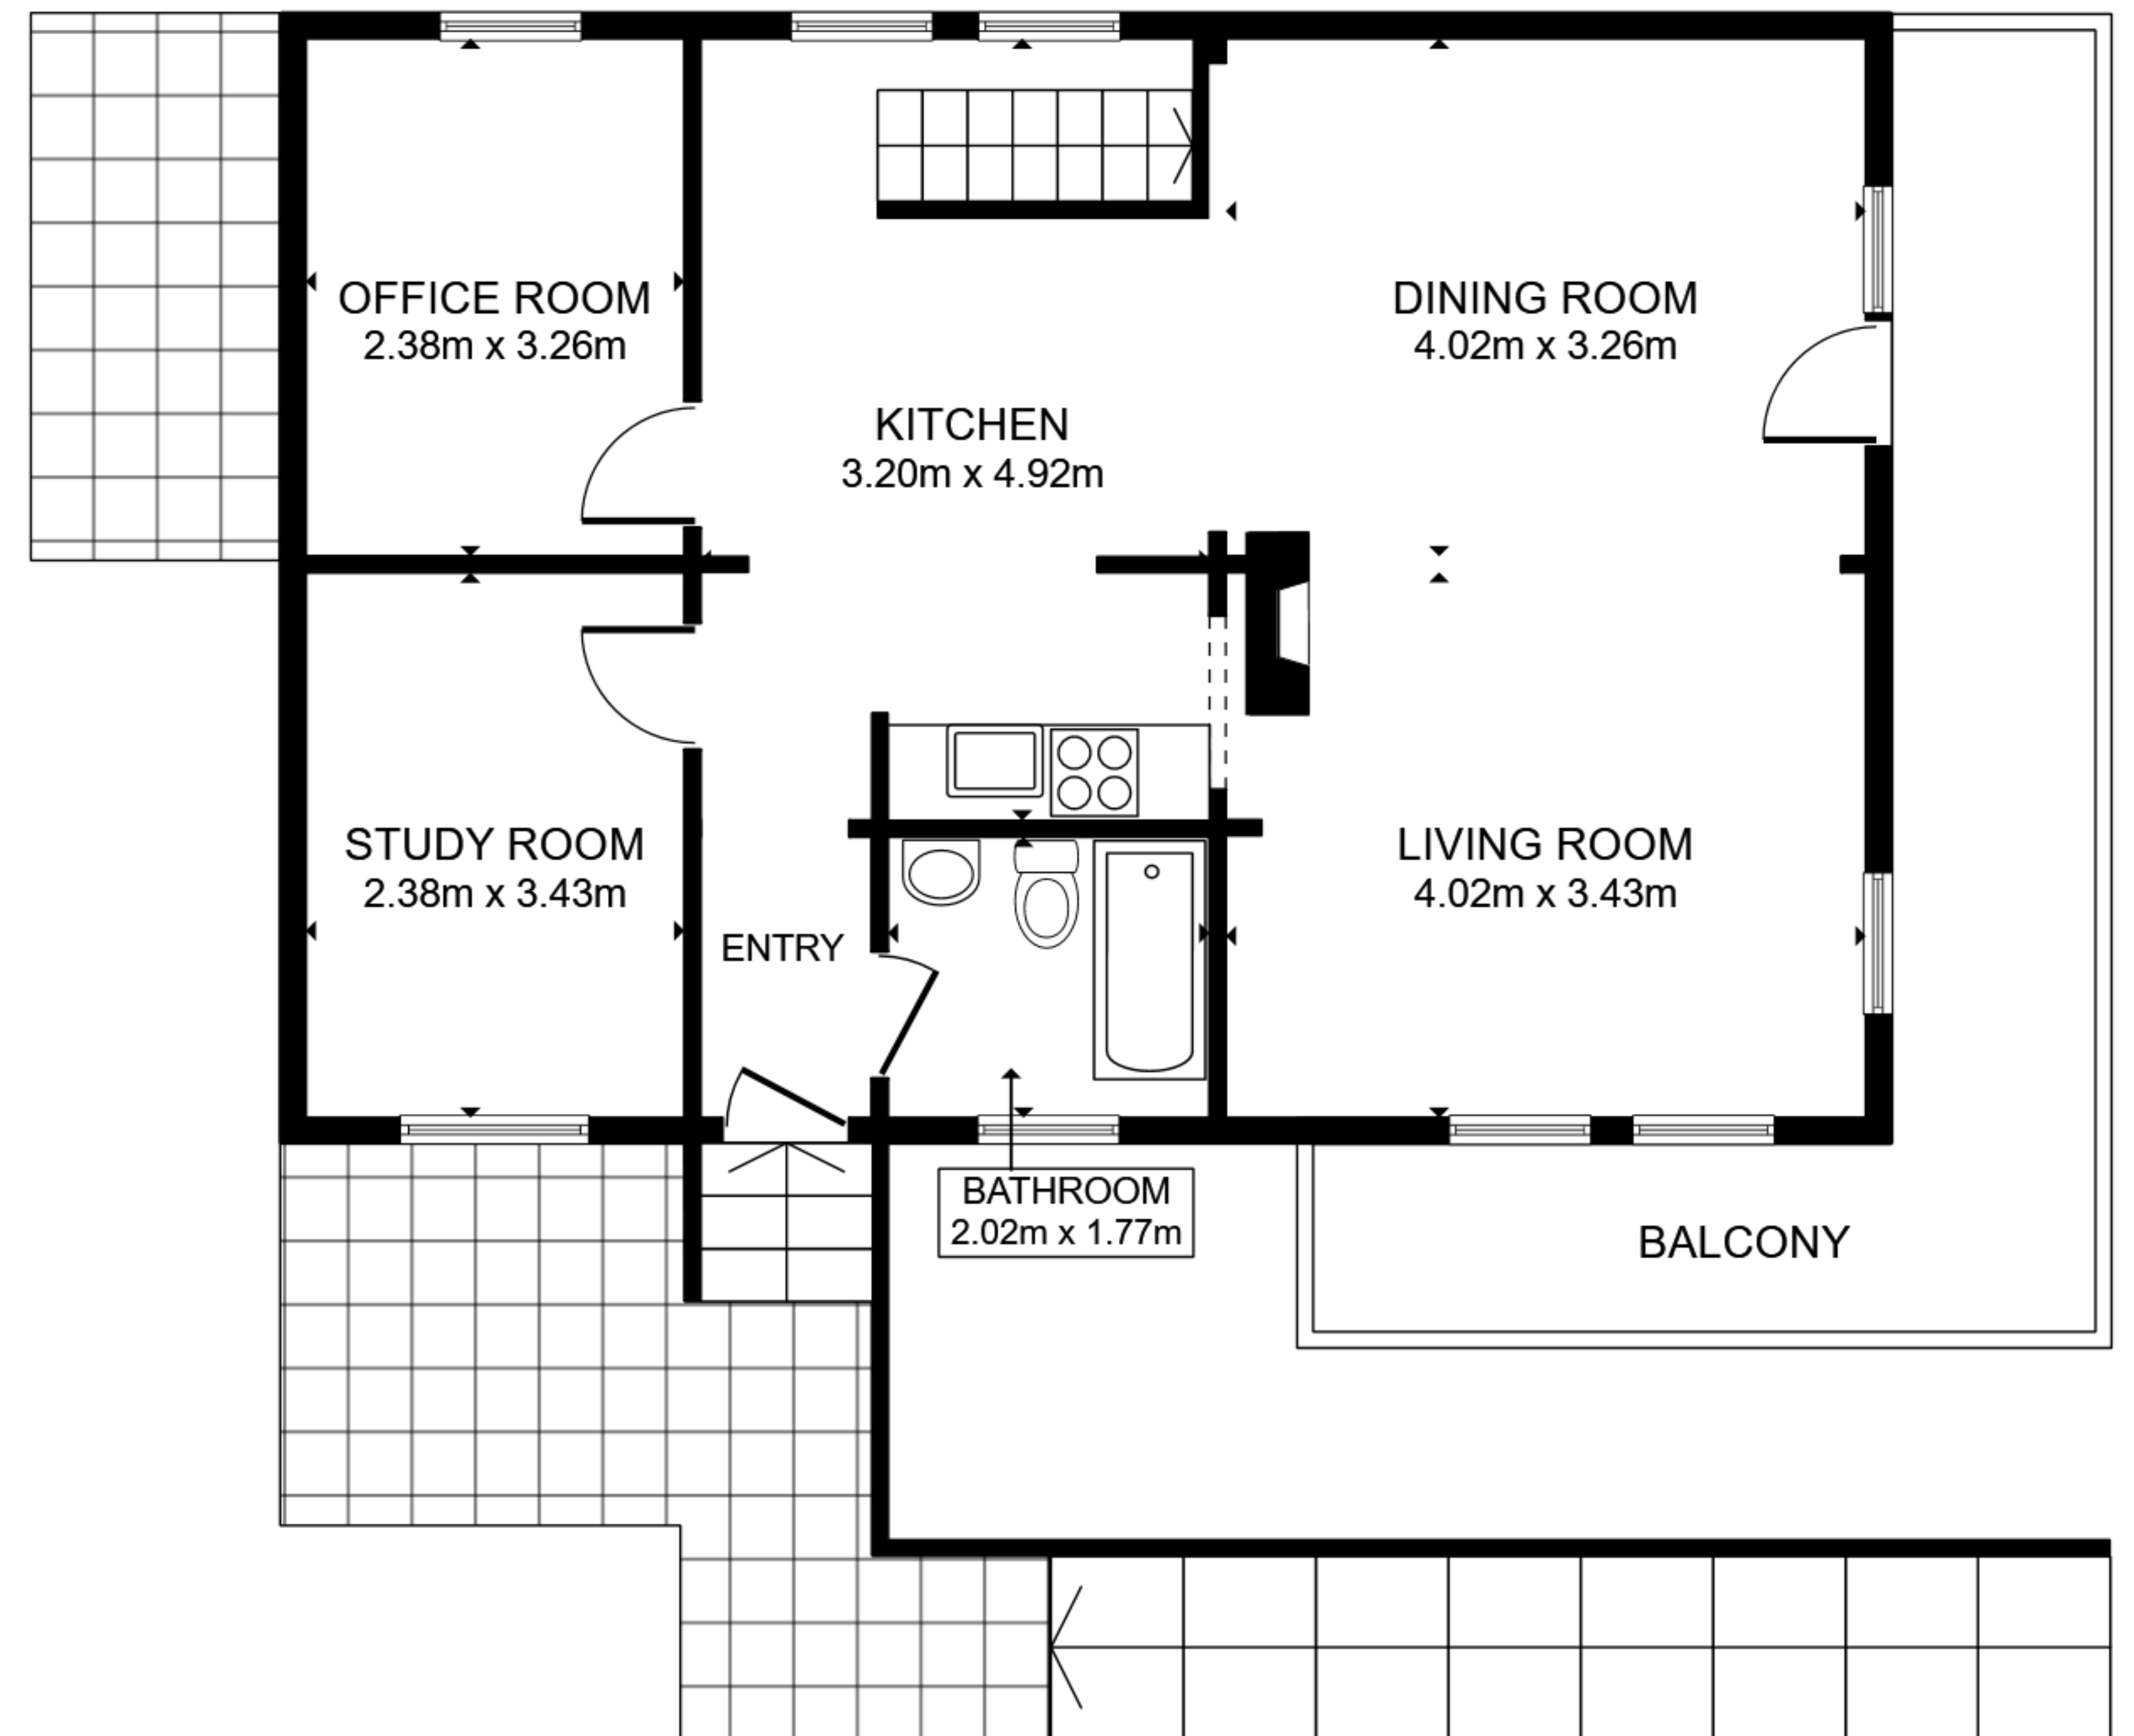 OFFICE ROOM
2.38m x 3.26m
DINING ROOM
4.02m x 3.26m
KITCHEN
3.20m x 4.92m
STUDY ROOM
2.38m x 3.43m
LIVING ROOM
4.02m x 3.43m
ENTRY
BATHROOM
2.02m x 1.77m
BALCONY